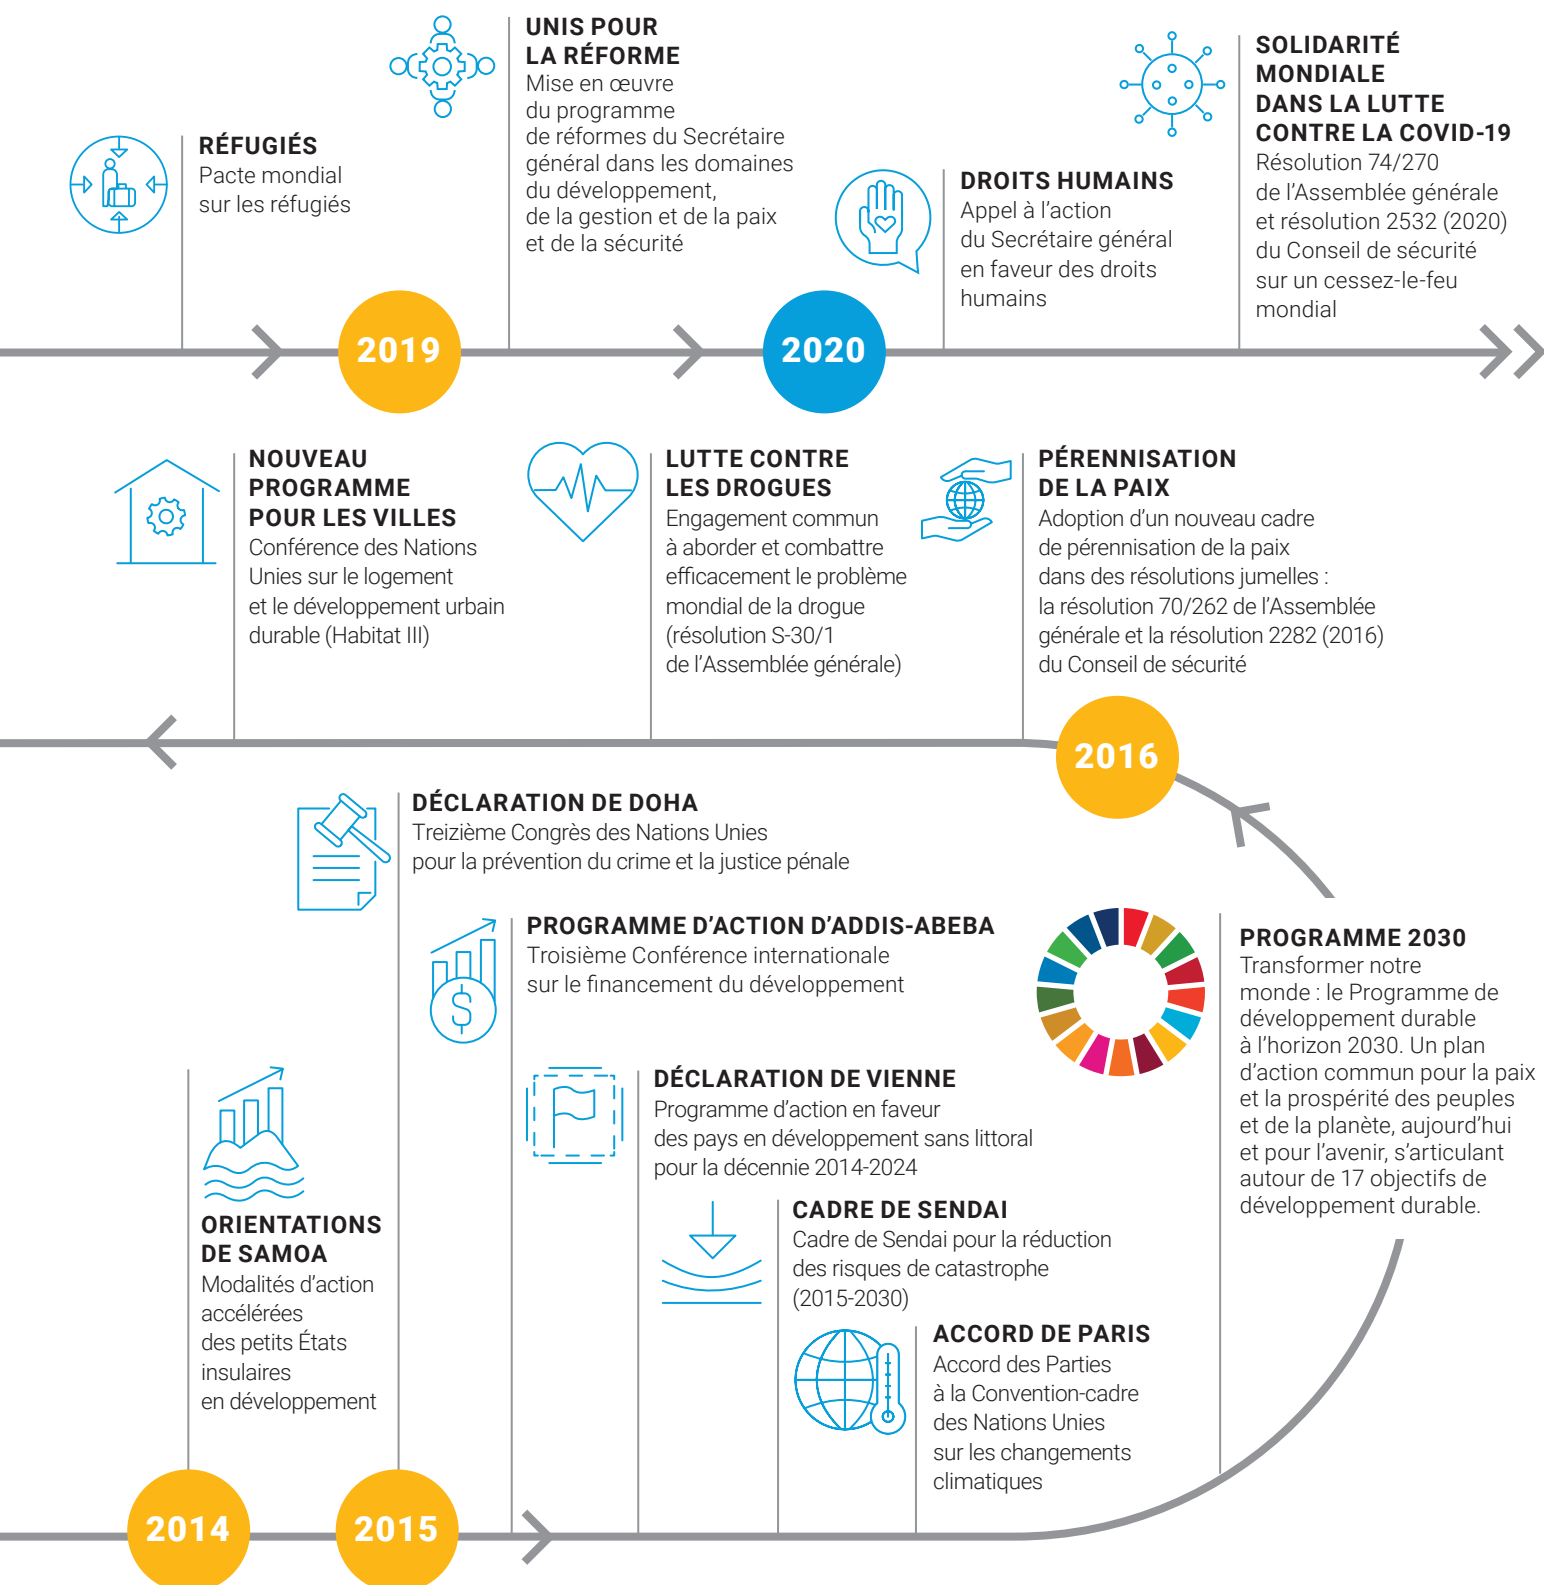 RÉFUGIÉS
Pacte mondial
sur les réfugiés
2019
UNIS POUR
LA RÉFORME
Mise en œuvre
du programme
de réformes du Secrétaire
général dans les domaines
du développement,
de la gestion et de la paix
et de la sécurité
2020
DROITS HUMAINS
Appel à l’action
du Secrétaire général
en faveur des droits
humains
SOLIDARITÉ
MONDIALE
DANS LA LUTTE
CONTRE LA COVID-19
Résolution 74/270
de l’Assemblée générale
et résolution 2532 (2020)
du Conseil de sécurité
sur un cessez-le-feu
mondial
NOUVEAU
PROGRAMME
POUR LES VILLES
Conférence des Nations
Unies sur le logement
et le développement urbain
durable (Habitat III)
LUTTE CONTRE
LES DROGUES
Engagement commun
à aborder et combattre
efficacement le problème
mondial de la drogue
(résolution S-30/1
de l’Assemblée générale)
PÉRENNISATION
DE LA PAIX
Adoption d’un nouveau cadre
de pérennisation de la paix
dans des résolutions jumelles :
la résolution 70/262 de l’Assemblée
générale et la résolution 2282 (2016)
du Conseil de sécurité
2016
DÉCLARATION DE DOHA
Treizième Congrès des Nations Unies
pour la prévention du crime et la justice pénale
PROGRAMME D’ACTION D’ADDIS-ABEBA
Troisième Conférence internationale
sur le financement du développement
$
DÉCLARATION DE VIENNE
Programme d’action en faveur
des pays en développement sans littoral
pour la décennie 2014-2024
CADRE DE SENDAI
Cadre de Sendai pour la réduction
des risques de catastrophe
(2015-2030)
ACCORD DE PARIS
Accord des Parties
à la Convention-cadre
des Nations Unies
sur les changements
climatiques
PROGRAMME 2030
Transformer notre
monde : le Programme de
développement durable
à l’horizon 2030. Un plan
d’action commun pour la paix
et la prospérité des peuples
et de la planète, aujourd’hui
et pour l’avenir, s’articulant
autour de 17 objectifs de
développement durable.
ORIENTATIONS
DE SAMOA
Modalités d’action
accélérées
des petits États
insulaires
en développement
2014
2015